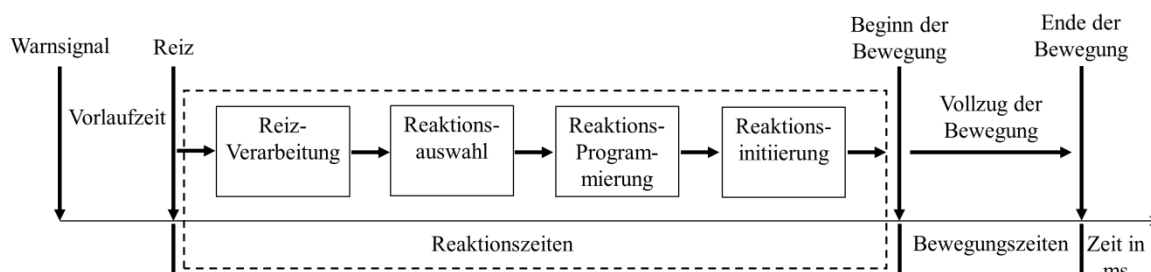 Warnsignal
Reiz
Beginn der
Bewegung
Ende der
Bewegung
Vorlaufzeit
Reiz-
Verarbeitung
Reaktions-
auswahl
Reaktions-
Program-
mierung
Reaktions-
initiierung
Vollzug der
Bewegung
Reaktionszeiten
Bewegungszeiten
Zeit in
ms